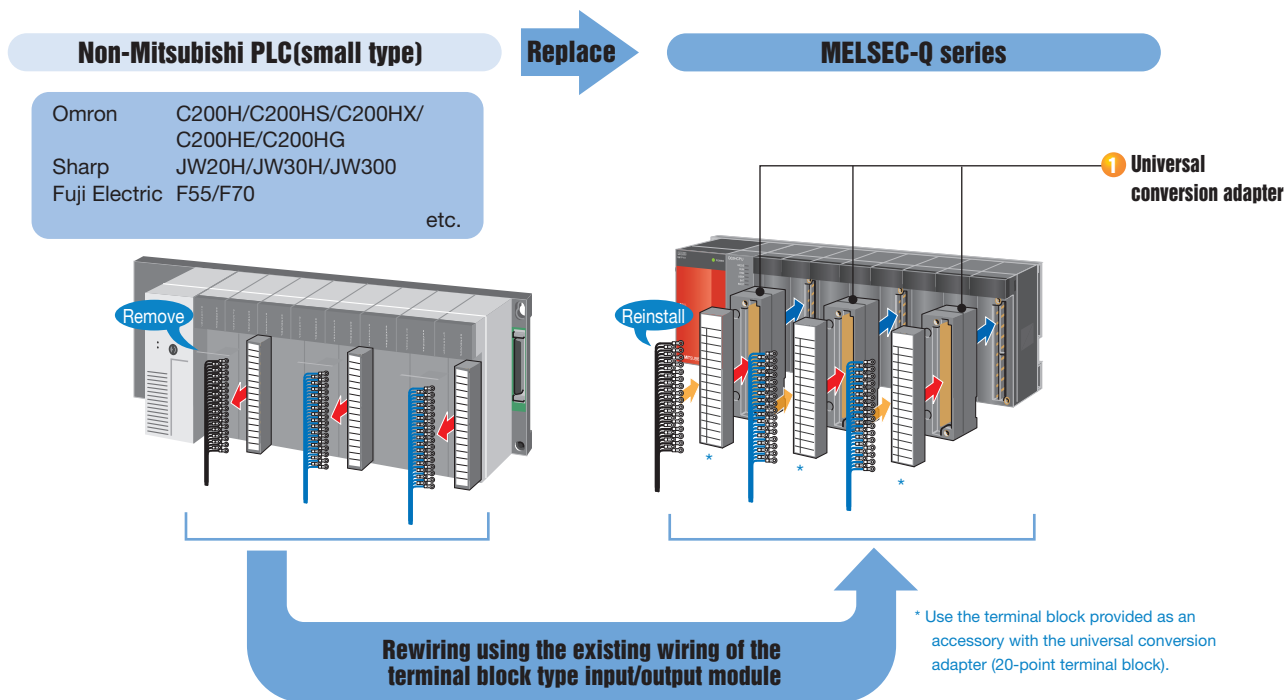 Non-Mitsubishi PLC(small type)
Replace
MELSEC-Q series
Omron C200H/C200HS/C200HX/
C200HE/C200HG
Sharp JW20H/JW30H/JW300
Fuji Electric F55/F70
etc.
1 Universal
conversion adapter
Remove
Reinstall
*
*
*
Rewiring using the existing wiring of the
terminal block type input/output module
* Use the terminal block provided as an
accessory with the universal conversion
adapter (20-point terminal block).